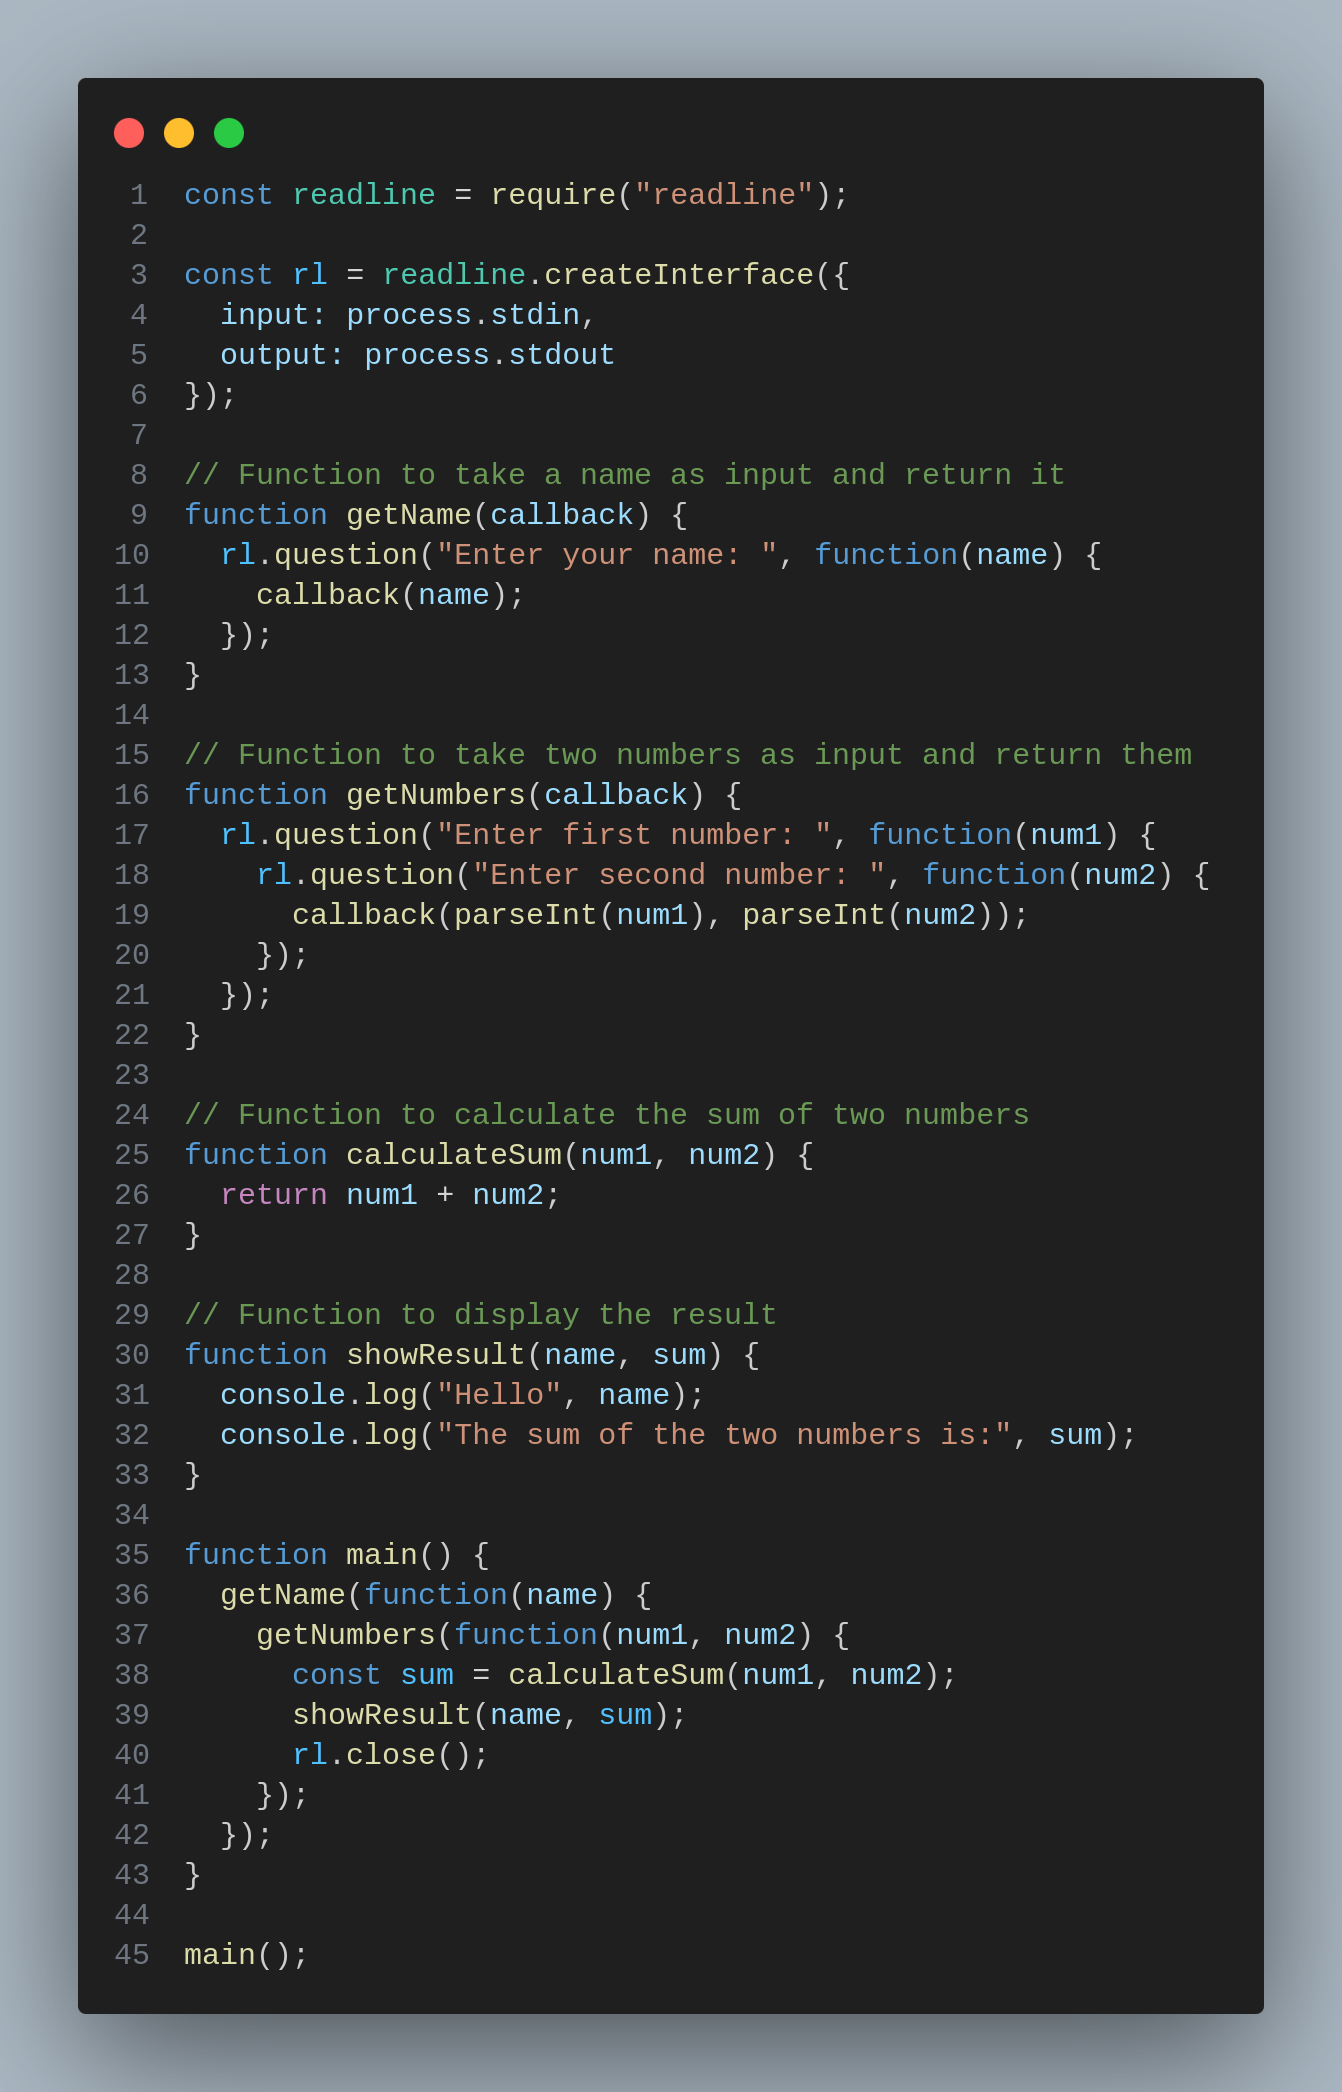 1 const readline = require("readline");
2
3 const rl = readline.createInterface({
4   input: process.stdin,
5   output: process.stdout
6 });
7
8 // Function to take a name as input and return it
9 function getName(callback) {
10   rl.question("Enter your name: ", function(name) {
11     callback(name);
12   });
13 }
14
15 // Function to take two numbers as input and return them
16 function getNumbers(callback) {
17   rl.question("Enter first number: ", function(num1) {
18     rl.question("Enter second number: ", function(num2) {
19       callback(parseInt(num1), parseInt(num2));
20     });
21   });
22 }
23
24 // Function to calculate the sum of two numbers
25 function calculateSum(num1, num2) {
26   return num1 + num2;
27 }
28
29 // Function to display the result
30 function showResult(name, sum) {
31   console.log("Hello", name);
32   console.log("The sum of the two numbers is:", sum);
33 }
34
35 function main() {
36   getName(function(name) {
37     getNumbers(function(num1, num2) {
38       const sum = calculateSum(num1, num2);
39       showResult(name, sum);
40       rl.close();
41     });
42   });
43 }
44
45 main();